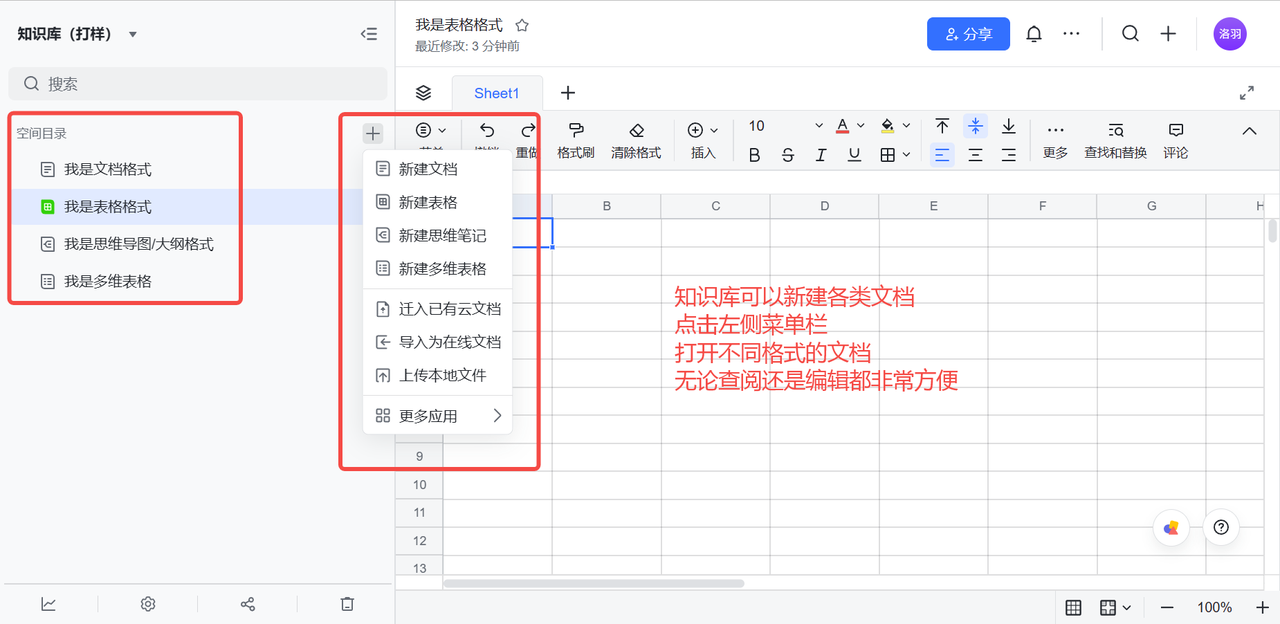 知识库（打样）
搜索
空间目录
我是文档格式
我是表格格式
我是思维导图/大纲格式
我是多维表格
新建文档
新建表格
新建思维笔记
新建多维表格
迁入已有云文档
导入为在线文档
上传本地文件
更多应用
我是表格格式
最近修改: 3 分钟前
分享
洛羽
Sheet1
重做
格式刷
清除格式
插入
10
更多
查找和替换
评论
B C D E F G H
知识库可以新建各类文档
点击左侧菜单栏
打开不同格式的文档
无论查阅还是编辑都非常方便
9
10
11
12
13
100%